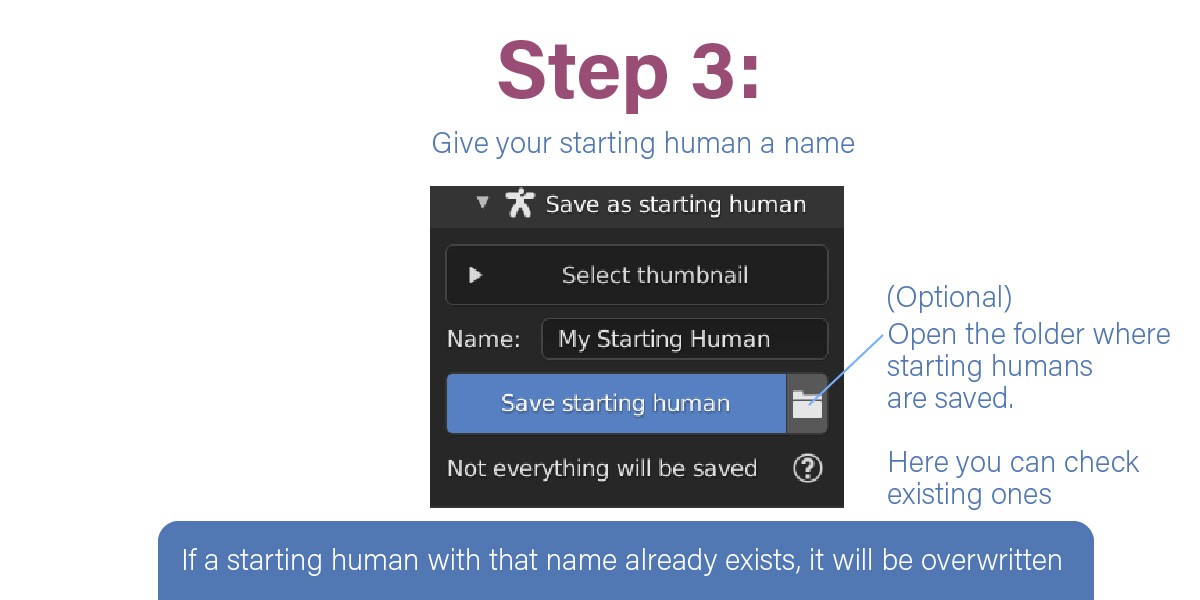 Step 3:
Give your starting human a name
Save as starting human
Select thumbnail
Name: My Starting Human
Save starting human
Not everything will be saved ?
(Optional)
Open the folder where
starting humans
are saved.
Here you can check
existing ones
If a starting human with that name already exists, it will be overwritten